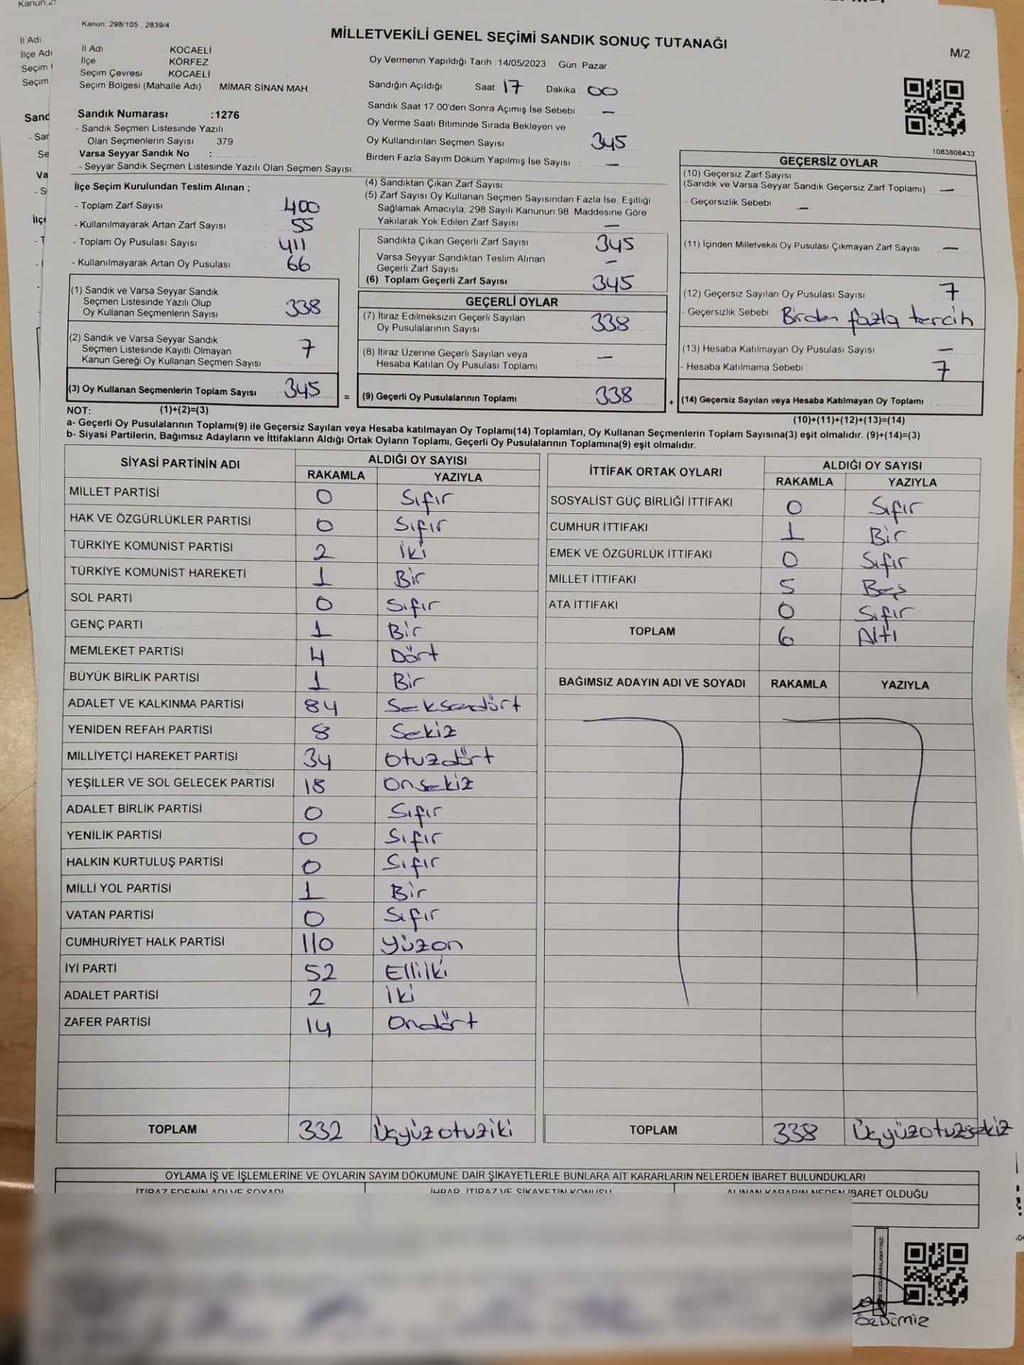 Kanun: 298/105 , 2839/4
MİLLETVEKİLİ GENEL SEÇİMİ SANDIK SONUÇ TUTANAĞI
M/2
İl Adı KOCAELİ
İlçe KÖRFEZ
Seçim Çevresi KOCAELİ
Seçim Bölgesi (Mahalle Adı) MİMAR SİNAN MAH.
Sandık Numarası :1276
- Sandık Seçmen Listesinde Yazılı
Olan Seçmenlerin Sayısı : 379
Varsa Seyyar Sandık No :
- Seyyar Sandık Seçmen Listesinde Yazılı Olan Seçmen Sayısı:
Oy Vermenin Yapıldığı Tarih :14/05/2023 Gün: Pazar
Sandığın Açıldığı Saat 17 Dakika 00
Sandık Saat 17:00'den Sonra Açımış İse Sebebi —
Oy Verme Saati Bitiminde Sırada Bekleyen ve
Oy Kullandırılan Seçmen Sayısı 345
Birden Fazla Sayım Döküm Yapılmış İse Sayısı —
1083808433
İlçe Seçim Kurulundan Teslim Alınan ;
- Toplam Zarf Sayısı 400
- Kullanılmayarak Artan Zarf Sayısı 55
- Toplam Oy Pusulası Sayısı 411
- Kullanılmayarak Artan Oy Pusulası 66
(4) Sandıktan Çıkan Zarf Sayısı
(5) Zarf Sayısı Oy Kullanan Seçmen Sayısından Fazla İse, Eşitliği
Sağlamak Amacıyla, 298 Sayılı Kanunun 98. Maddesine Göre
Yakılarak Yok Edilen Zarf Sayısı —
Sandıkta Çıkan Geçerli Zarf Sayısı 345
Varsa Seyyar Sandıktan Teslim Alınan
Geçerli Zarf Sayısı —
(6) Toplam Geçerli Zarf Sayısı 345
GEÇERSİZ OYLAR
(10) Geçersiz Zarf Sayısı
(Sandık ve Varsa Seyyar Sandık Geçersiz Zarf Toplamı) ; —
- Geçersizlik Sebebi : —
(11) İçinden Milletvekili Oy Pusulası Çıkmayan Zarf Sayısı —
(12) Geçersiz Sayılan Oy Pusulası Sayısı 7
- Geçersizlik Sebebi Birden fazla tercih
(13) Hesaba Katılmayan Oy Pusulası Sayısı —
- Hesaba Katılmama Sebebi 7
(14) Geçersiz Sayılan veya Hesaba Katılmayan Oy Toplamı
(10)+(11)+(12)+(13)=(14)
(1) Sandık ve Varsa Seyyar Sandık
Seçmen Listesinde Yazılı Olup
Oy Kullanan Seçmenlerin Sayısı 338
(2) Sandık ve Varsa Seyyar Sandık
Seçmen Listesinde Kayıtlı Olmayan
Kanun Gereği Oy Kullanan Seçmen Sayısı 7
(3) Oy Kullanan Seçmenlerin Toplam Sayısı 345 =
(1)+(2)=(3)
GEÇERLİ OYLAR
(7) İtiraz Edilmeksizin Geçerli Sayılan
Oy Pusulalarının Sayısı 338
(8) İtiraz Üzerine Geçerli Sayılan veya
Hesaba Katılan Oy Pusulası Toplamı —
(9) Geçerli Oy Pusulalarının Toplamı 338 +
NOT:
a- Geçerli Oy Pusulalarının Toplamı(9) ile Geçersiz Sayılan veya Hesaba katılmayan Oy Toplamı(14) Toplamları, Oy Kullanan Seçmenlerin Toplam Sayısına(3) eşit olmalıdır. (9)+(14)=(3)
b- Siyasi Partilerin, Bağımsız Adayların ve İttifakların Aldığı Ortak Oyların Toplamı, Geçerli Oy Pusulalarının Toplamına(9) eşit olmalıdır.
SİYASİ PARTİNİN ADI ALDIĞI OY SAYISI
RAKAMLA YAZIYLA
MİLLET PARTİSİ 0 Sıfır
HAK VE ÖZGÜRLÜKLER PARTİSİ 0 Sıfır
TÜRKİYE KOMÜNİST PARTİSİ 2 İki
TÜRKİYE KOMÜNİST HAREKETİ 1 Bir
SOL PARTİ 0 Sıfır
GENÇ PARTİ 1 Bir
MEMLEKET PARTİSİ 4 Dört
BÜYÜK BİRLİK PARTİSİ 1 Bir
ADALET VE KALKINMA PARTİSİ 84 Seksendört
YENİDEN REFAH PARTİSİ 8 Sekiz
MİLLİYETÇİ HAREKET PARTİSİ 34 Otuzdört
YEŞİLLER VE SOL GELECEK PARTİSİ 18 Onsekiz
ADALET BİRLİK PARTİSİ 0 Sıfır
YENİLİK PARTİSİ 0 Sıfır
HALKIN KURTULUŞ PARTİSİ 0 Sıfır
MİLLİ YOL PARTİSİ 1 Bir
VATAN PARTİSİ 0 Sıfır
CUMHURİYET HALK PARTİSİ 110 Yüzon
İYİ PARTİ 52 Elliiki
ADALET PARTİSİ 2 İki
ZAFER PARTİSİ 14 Ondört
TOPLAM 332 Üçyüzotuziki
İTTİFAK ORTAK OYLARI ALDIĞI OY SAYISI
RAKAMLA YAZIYLA
SOSYALİST GÜÇ BİRLİĞİ İTTİFAKI 0 Sıfır
CUMHUR İTTİFAKI 1 Bir
EMEK VE ÖZGÜRLÜK İTTİFAKI 0 Sıfır
MİLLET İTTİFAKI 5 Beş
ATA İTTİFAKI 0 Sıfır
TOPLAM 6 Altı
BAĞIMSIZ ADAYIN ADI VE SOYADI RAKAMLA YAZIYLA
TOPLAM 338 Üçyüzotuzsekiz
OYLAMA İŞ VE İŞLEMLERİNE VE OYLARIN SAYIM DÖKÜMÜNE DAİR ŞİKAYETLERLE BUNLARA AİT KARARLARIN NELERDEN İBARET BULUNDUKLARI
İTİRAZ EDENİN ADI VE SOYADI İHBAR, İTİRAZ VE ŞİKAYETİN KONUSU ALINAN KARARIN NEDEN İBARET OLDUĞU
ÖZDEMİZ